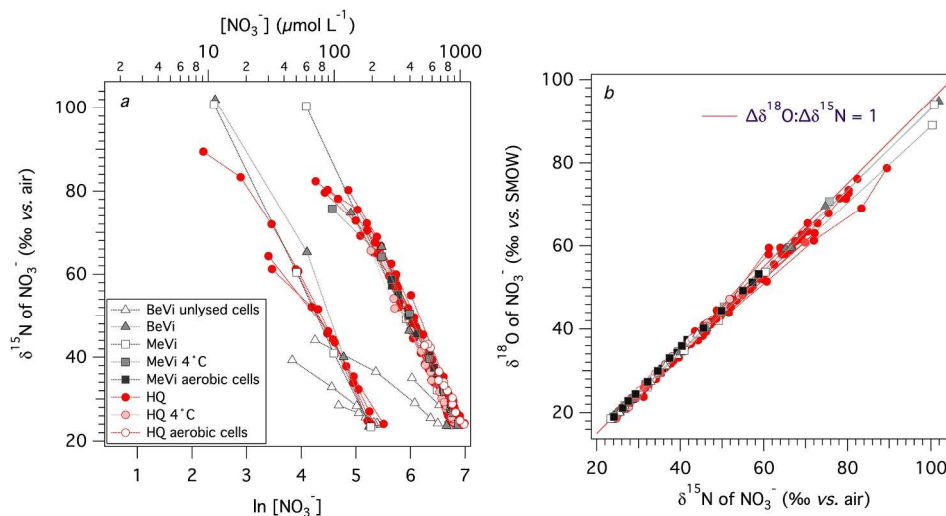 [NO₃⁻] (µmol L⁻¹)
10 100 1000
2 4 6 8 2 4 6 8 2 4 6 8
a
100
80
60
40
20
δ¹⁵N of NO₃⁻ (‰ vs. air)
BeVi unlysed cells
BeVi
MeVi
MeVi 4˚C
MeVi aerobic cells
HQ
HQ 4˚C
HQ aerobic cells
1 2 3 4 5 6 7
ln [NO₃⁻]
b
Δδ¹⁸O:Δδ¹⁵N = 1
100
80
60
40
20
δ¹⁸O of NO₃⁻ (‰ vs. SMOW)
20 40 60 80 100
δ¹⁵N of NO₃⁻ (‰ vs. air)